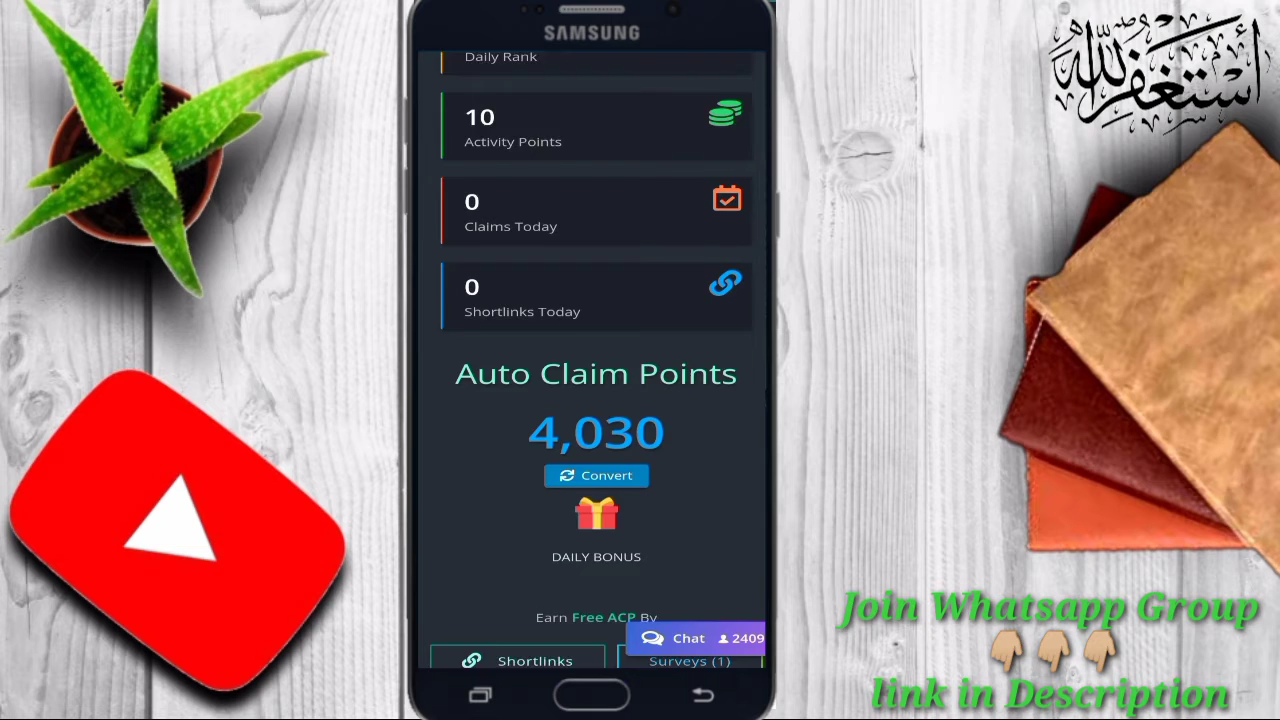 SAMSUNG
أستغفر الله
Daily Rank
10
Activity Points
0
Claims Today
0
Shortlinks Today
Auto Claim Points
4,030
Convert
DAILY BONUS
Earn Free ACP By
Chat 2409
Shortlinks
Surveys (1)
Join Whatsapp Group
👇🏼👇🏼👇🏼
link in Description